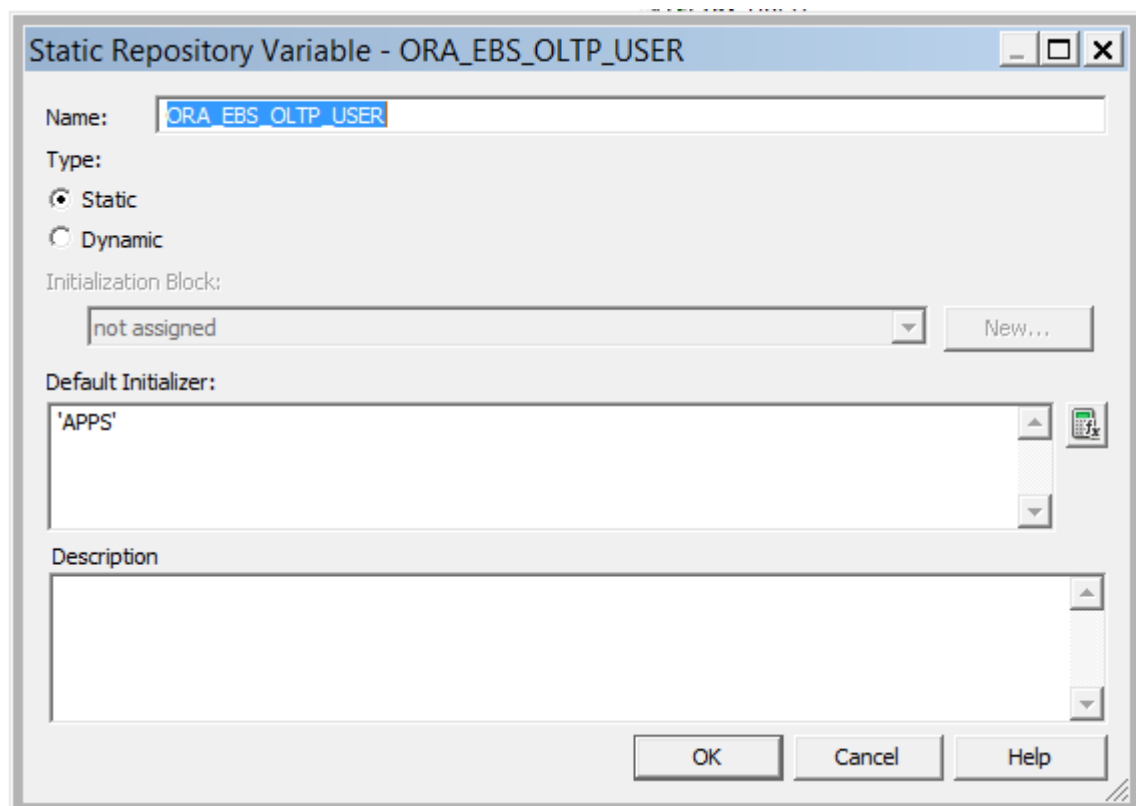 Static Repository Variable - ORA_EBS_OLTP_USER
Name: ORA_EBS_OLTP_USER
Type:
Static
Dynamic
Initialization Block:
not assigned New...
Default Initializer:
'APPS'
Description
OK Cancel Help